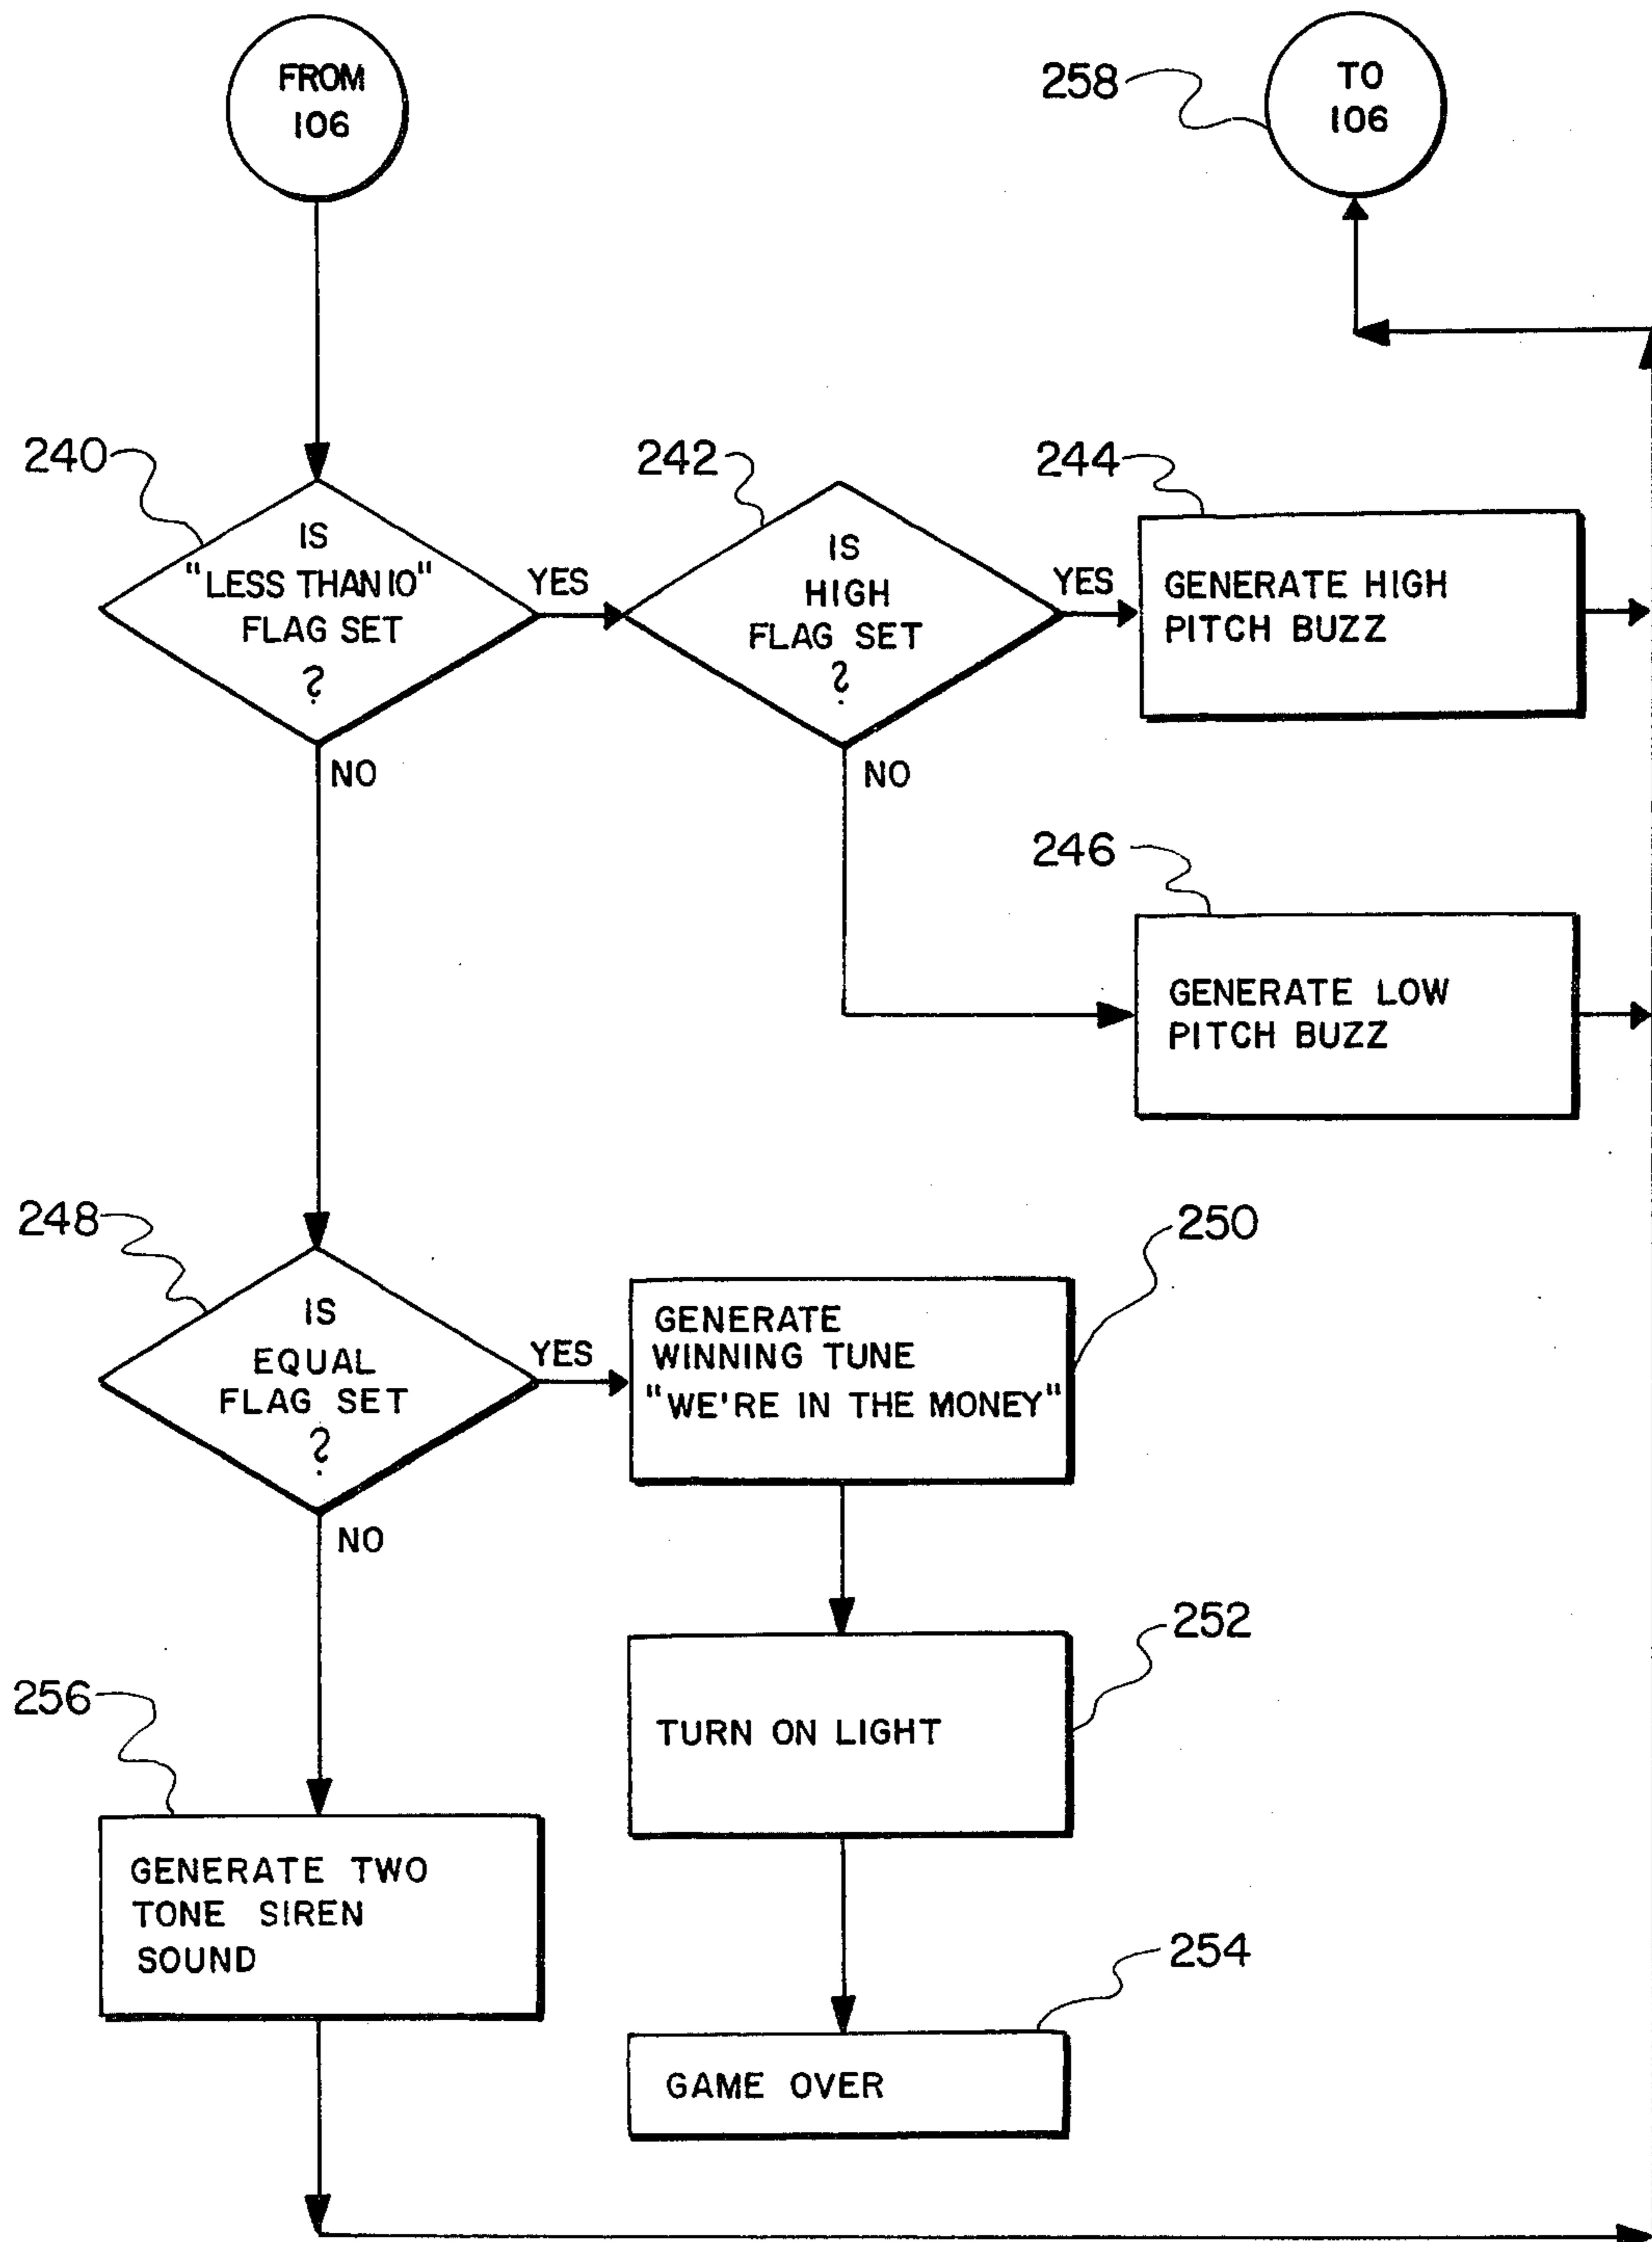 FROM
106
258
TO
106
240
IS
"LESS THAN 10"
FLAG SET
?
YES
NO
242
IS
HIGH
FLAG SET
?
YES
NO
244
GENERATE HIGH
PITCH BUZZ
246
GENERATE LOW
PITCH BUZZ
248
IS
EQUAL
FLAG SET
?
YES
NO
250
GENERATE
WINNING TUNE
"WE'RE IN THE MONEY"
252
TURN ON LIGHT
256
GENERATE TWO
TONE SIREN
SOUND
254
GAME OVER